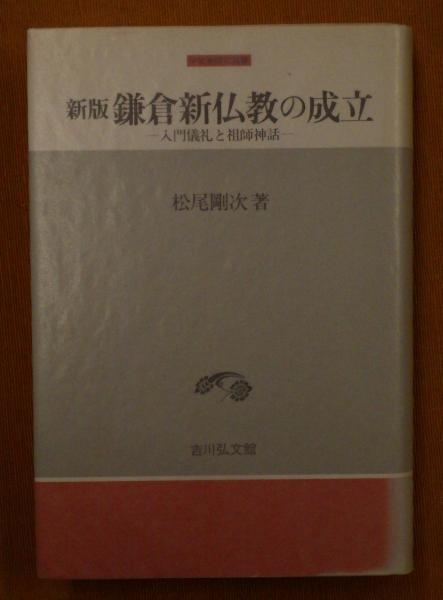 新版 鎌倉新仏教の成立
―入門儀礼と祖師神話―
松尾剛次 著
吉川弘文館